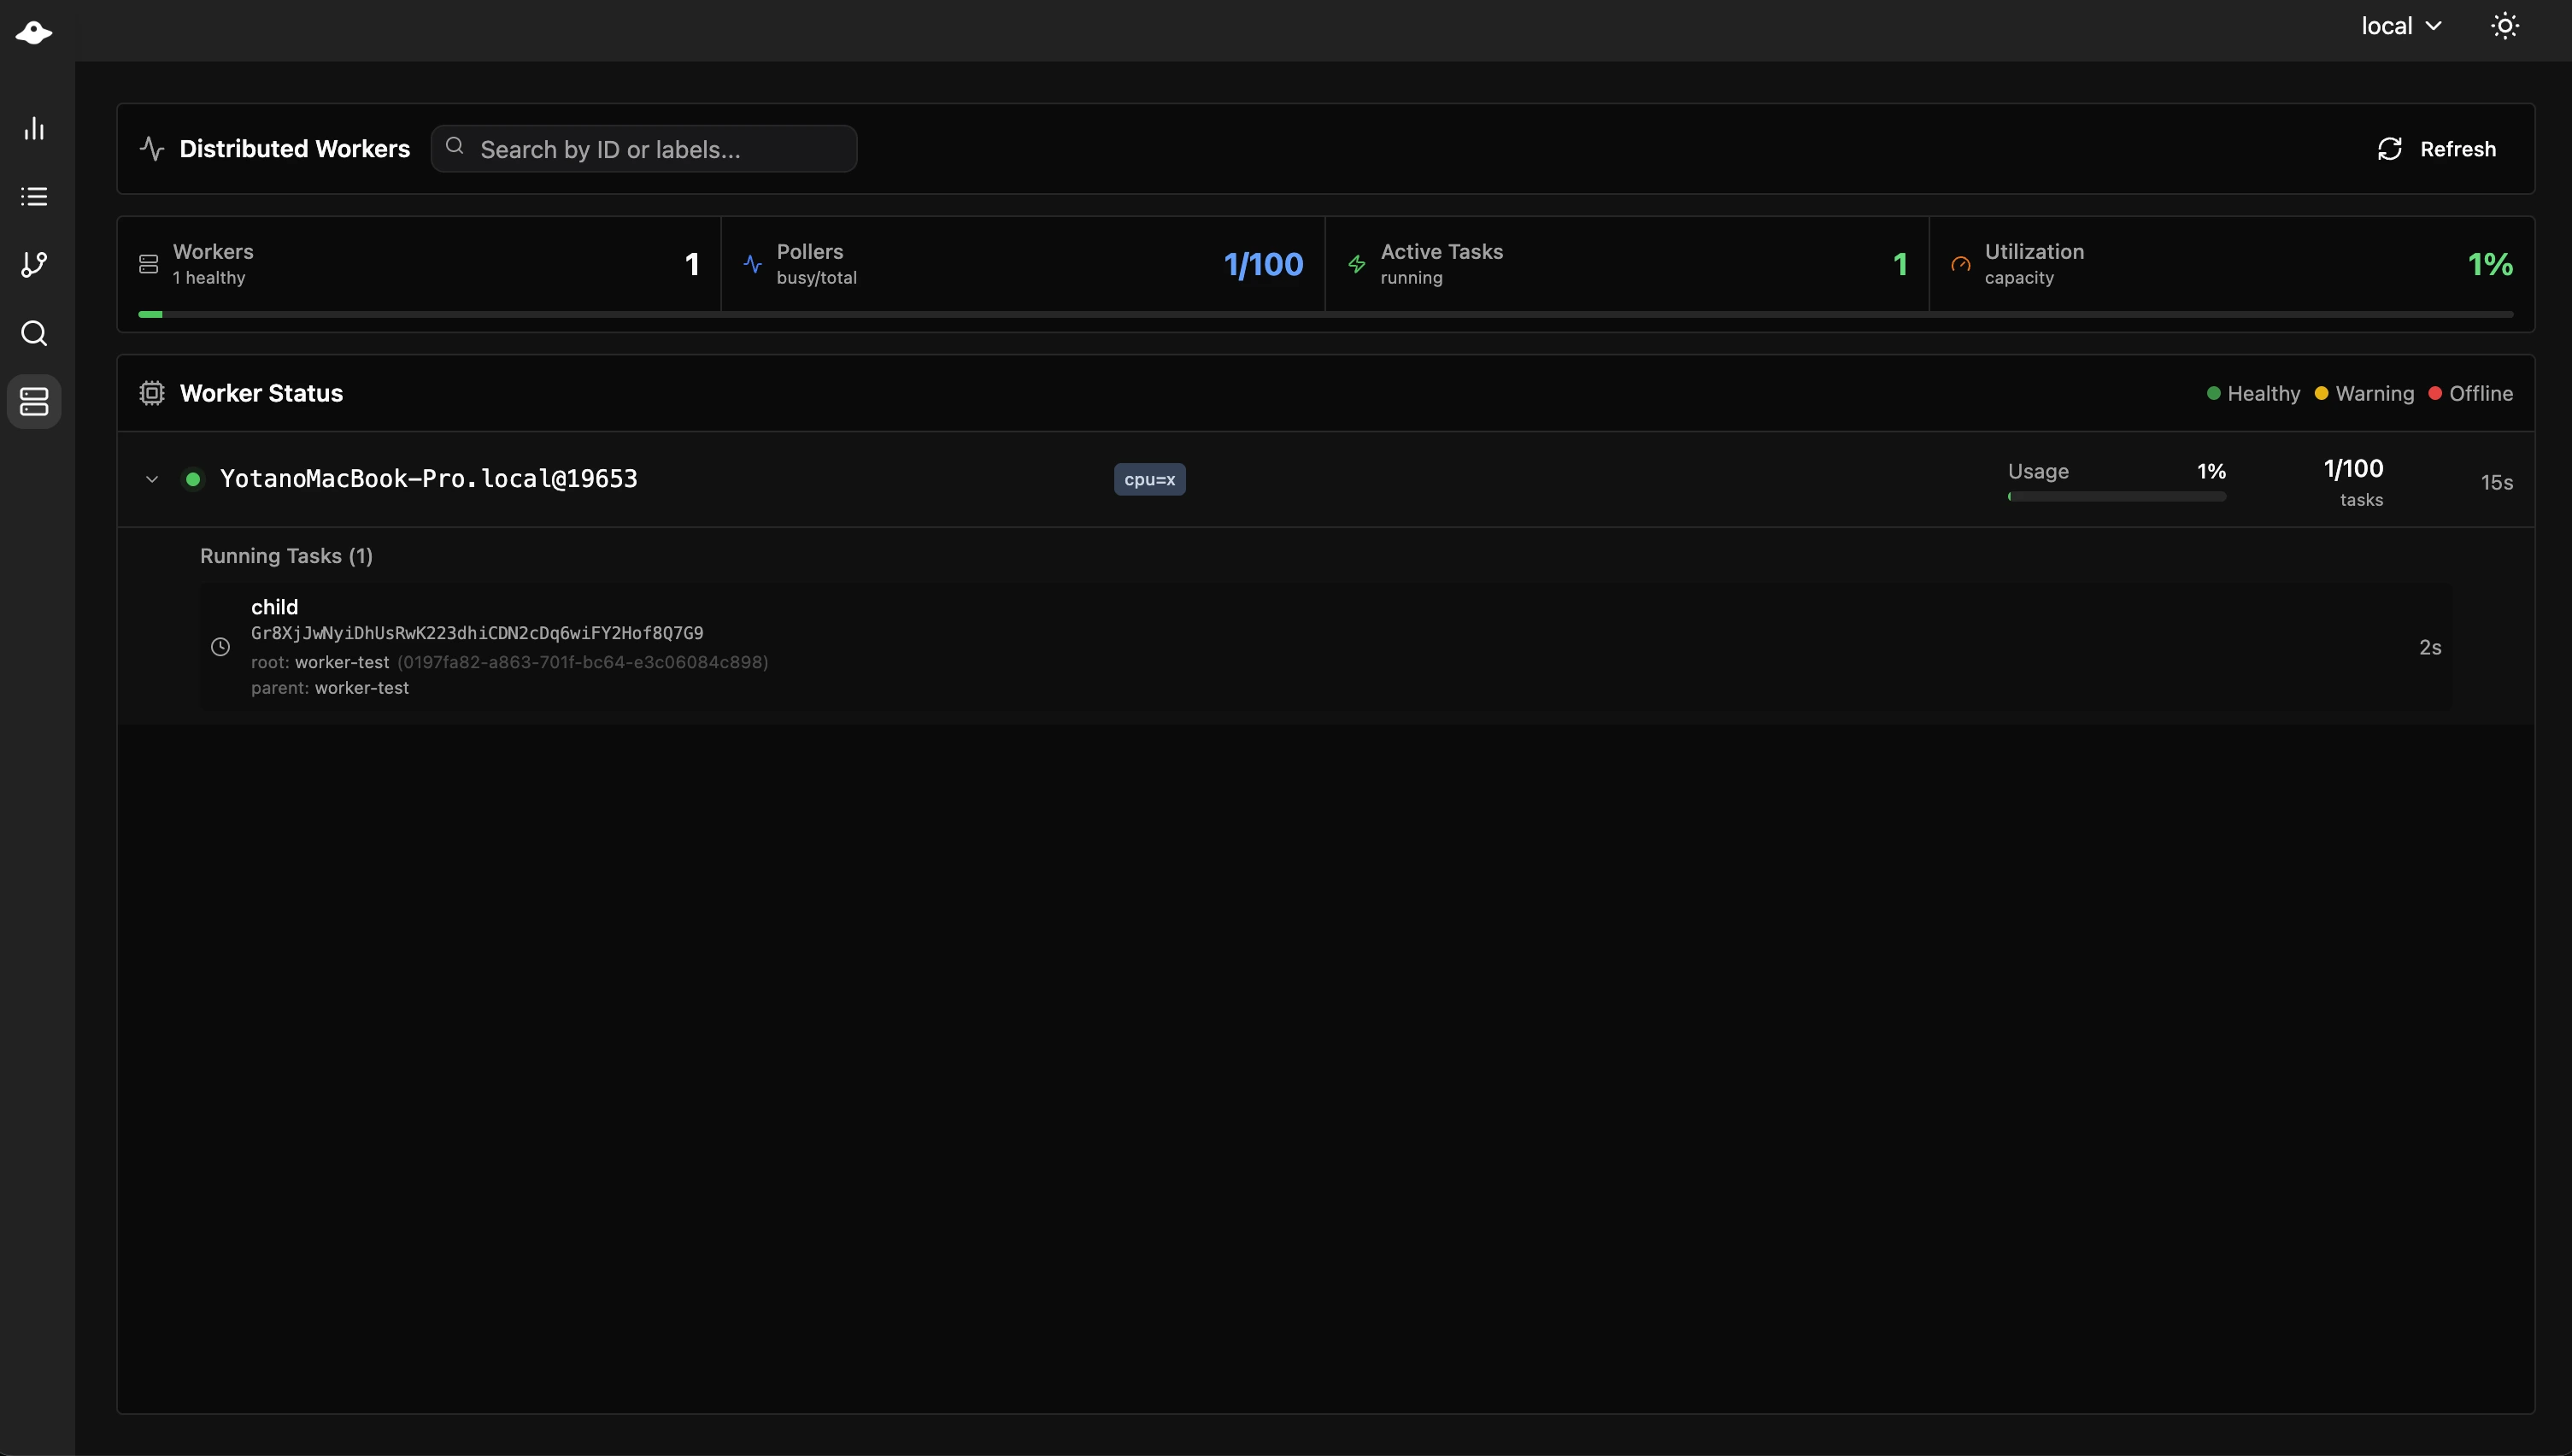 local
Distributed Workers
Search by ID or labels...
Refresh
Workers
1 healthy
1
Pollers
busy/total
1/100
Active Tasks
running
1
Utilization
capacity
1%
Worker Status
Healthy
Warning
Offline
YotanoMacBook-Pro.local@19653
cpu=x
Usage 1%
1/100
tasks
15s
Running Tasks (1)
child
Gr8XjJwNyiDhUsRwK223dhiCDN2cDq6wiFY2Hof8Q7G9
root: worker-test (0197fa82-a863-701f-bc64-e3c06084c898)
parent: worker-test
2s